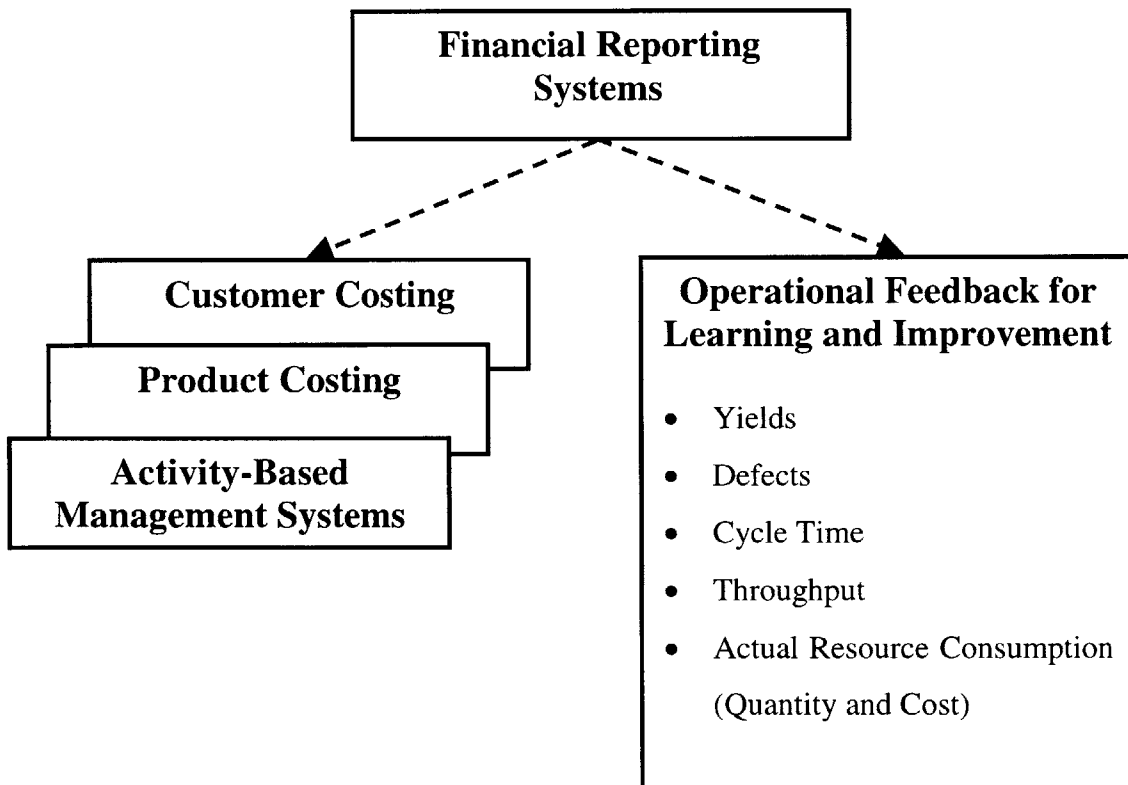 Financial Reporting
Systems
Customer Costing
Product Costing
Activity-Based
Management Systems
Operational Feedback for
Learning and Improvement
• Yields
• Defects
• Cycle Time
• Throughput
• Actual Resource Consumption
(Quantity and Cost)